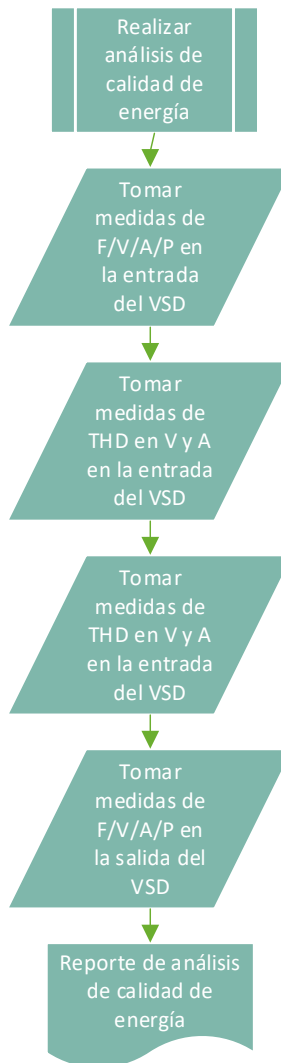 Realizar
análisis de
calidad de
energía
Tomar
medidas de
F/V/A/P en
la entrada
del VSD
Tomar
medidas de
THD en V y A
en la entrada
del VSD
Tomar
medidas de
THD en V y A
en la entrada
del VSD
Tomar
medidas de
F/V/A/P en
la salida del
VSD
Reporte de análisis
de calidad de
energía